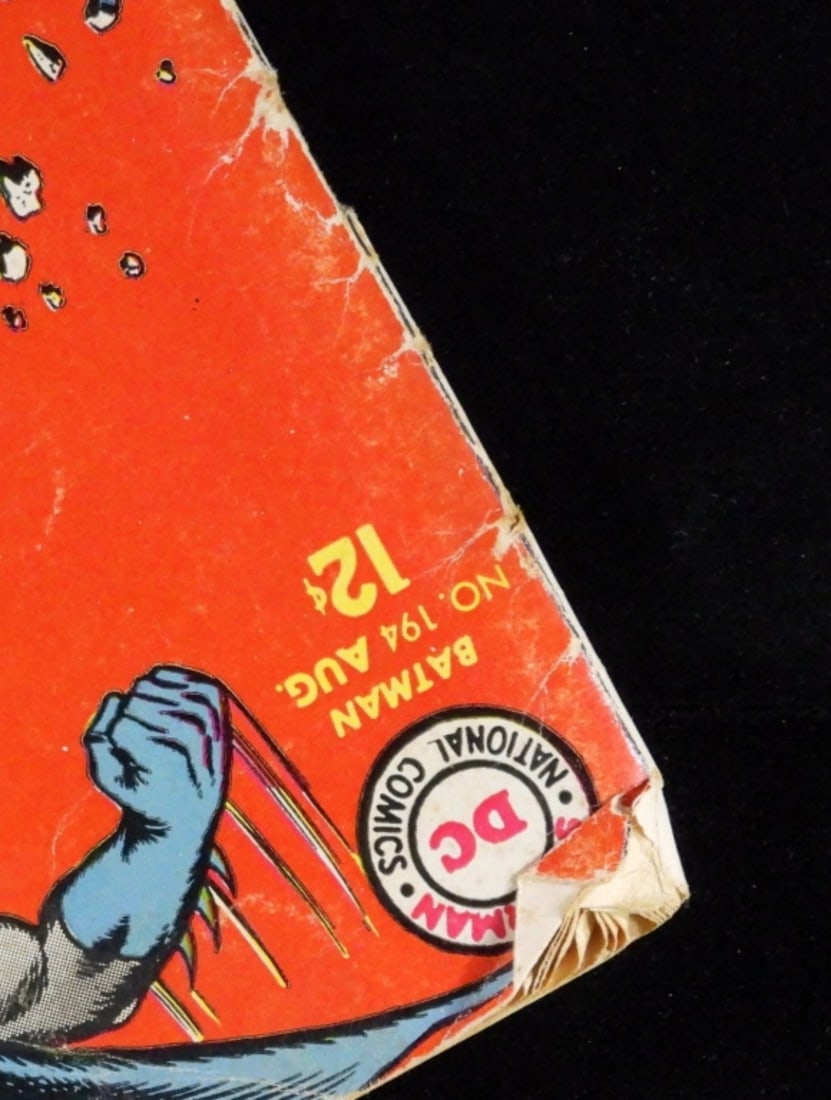 NATIONAL COMICS
DC
BATMAN
NO. 194 AUG.
12¢